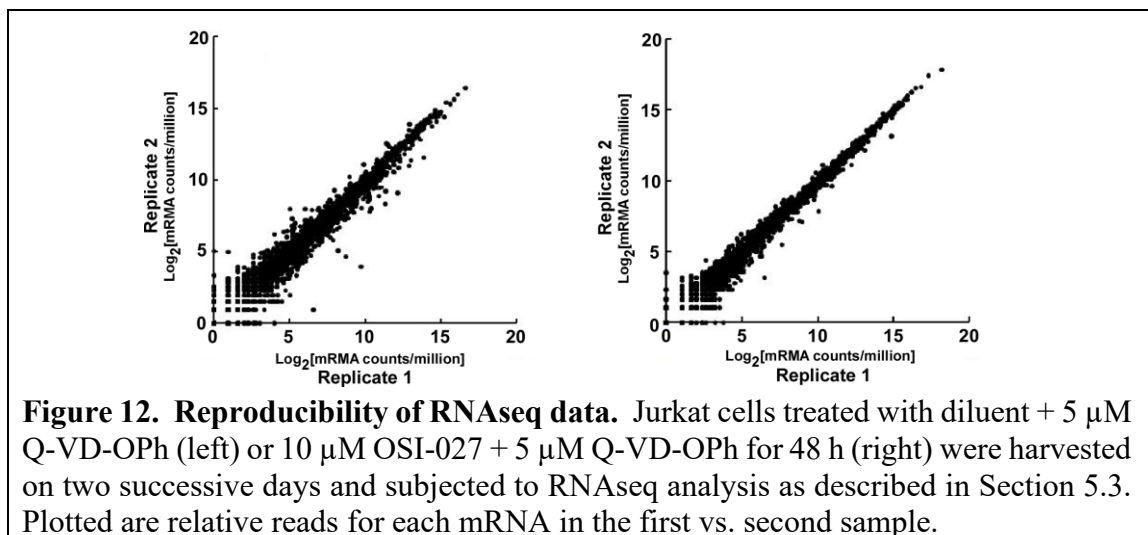 20
15
10
5
0
0 5 10 15 20
Replicate 2
Log2[mRMA counts/million]
Log2[mRMA counts/million]
Replicate 1
20
15
10
5
0
0 5 10 15 20
Replicate 2
Log2[mRMA counts/million]
Log2[mRMA counts/million]
Replicate 1
Figure 12. Reproducibility of RNAseq data. Jurkat cells treated with diluent + 5 µM
Q-VD-OPh (left) or 10 µM OSI-027 + 5 µM Q-VD-OPh for 48 h (right) were harvested
on two successive days and subjected to RNAseq analysis as described in Section 5.3.
Plotted are relative reads for each mRNA in the first vs. second sample.